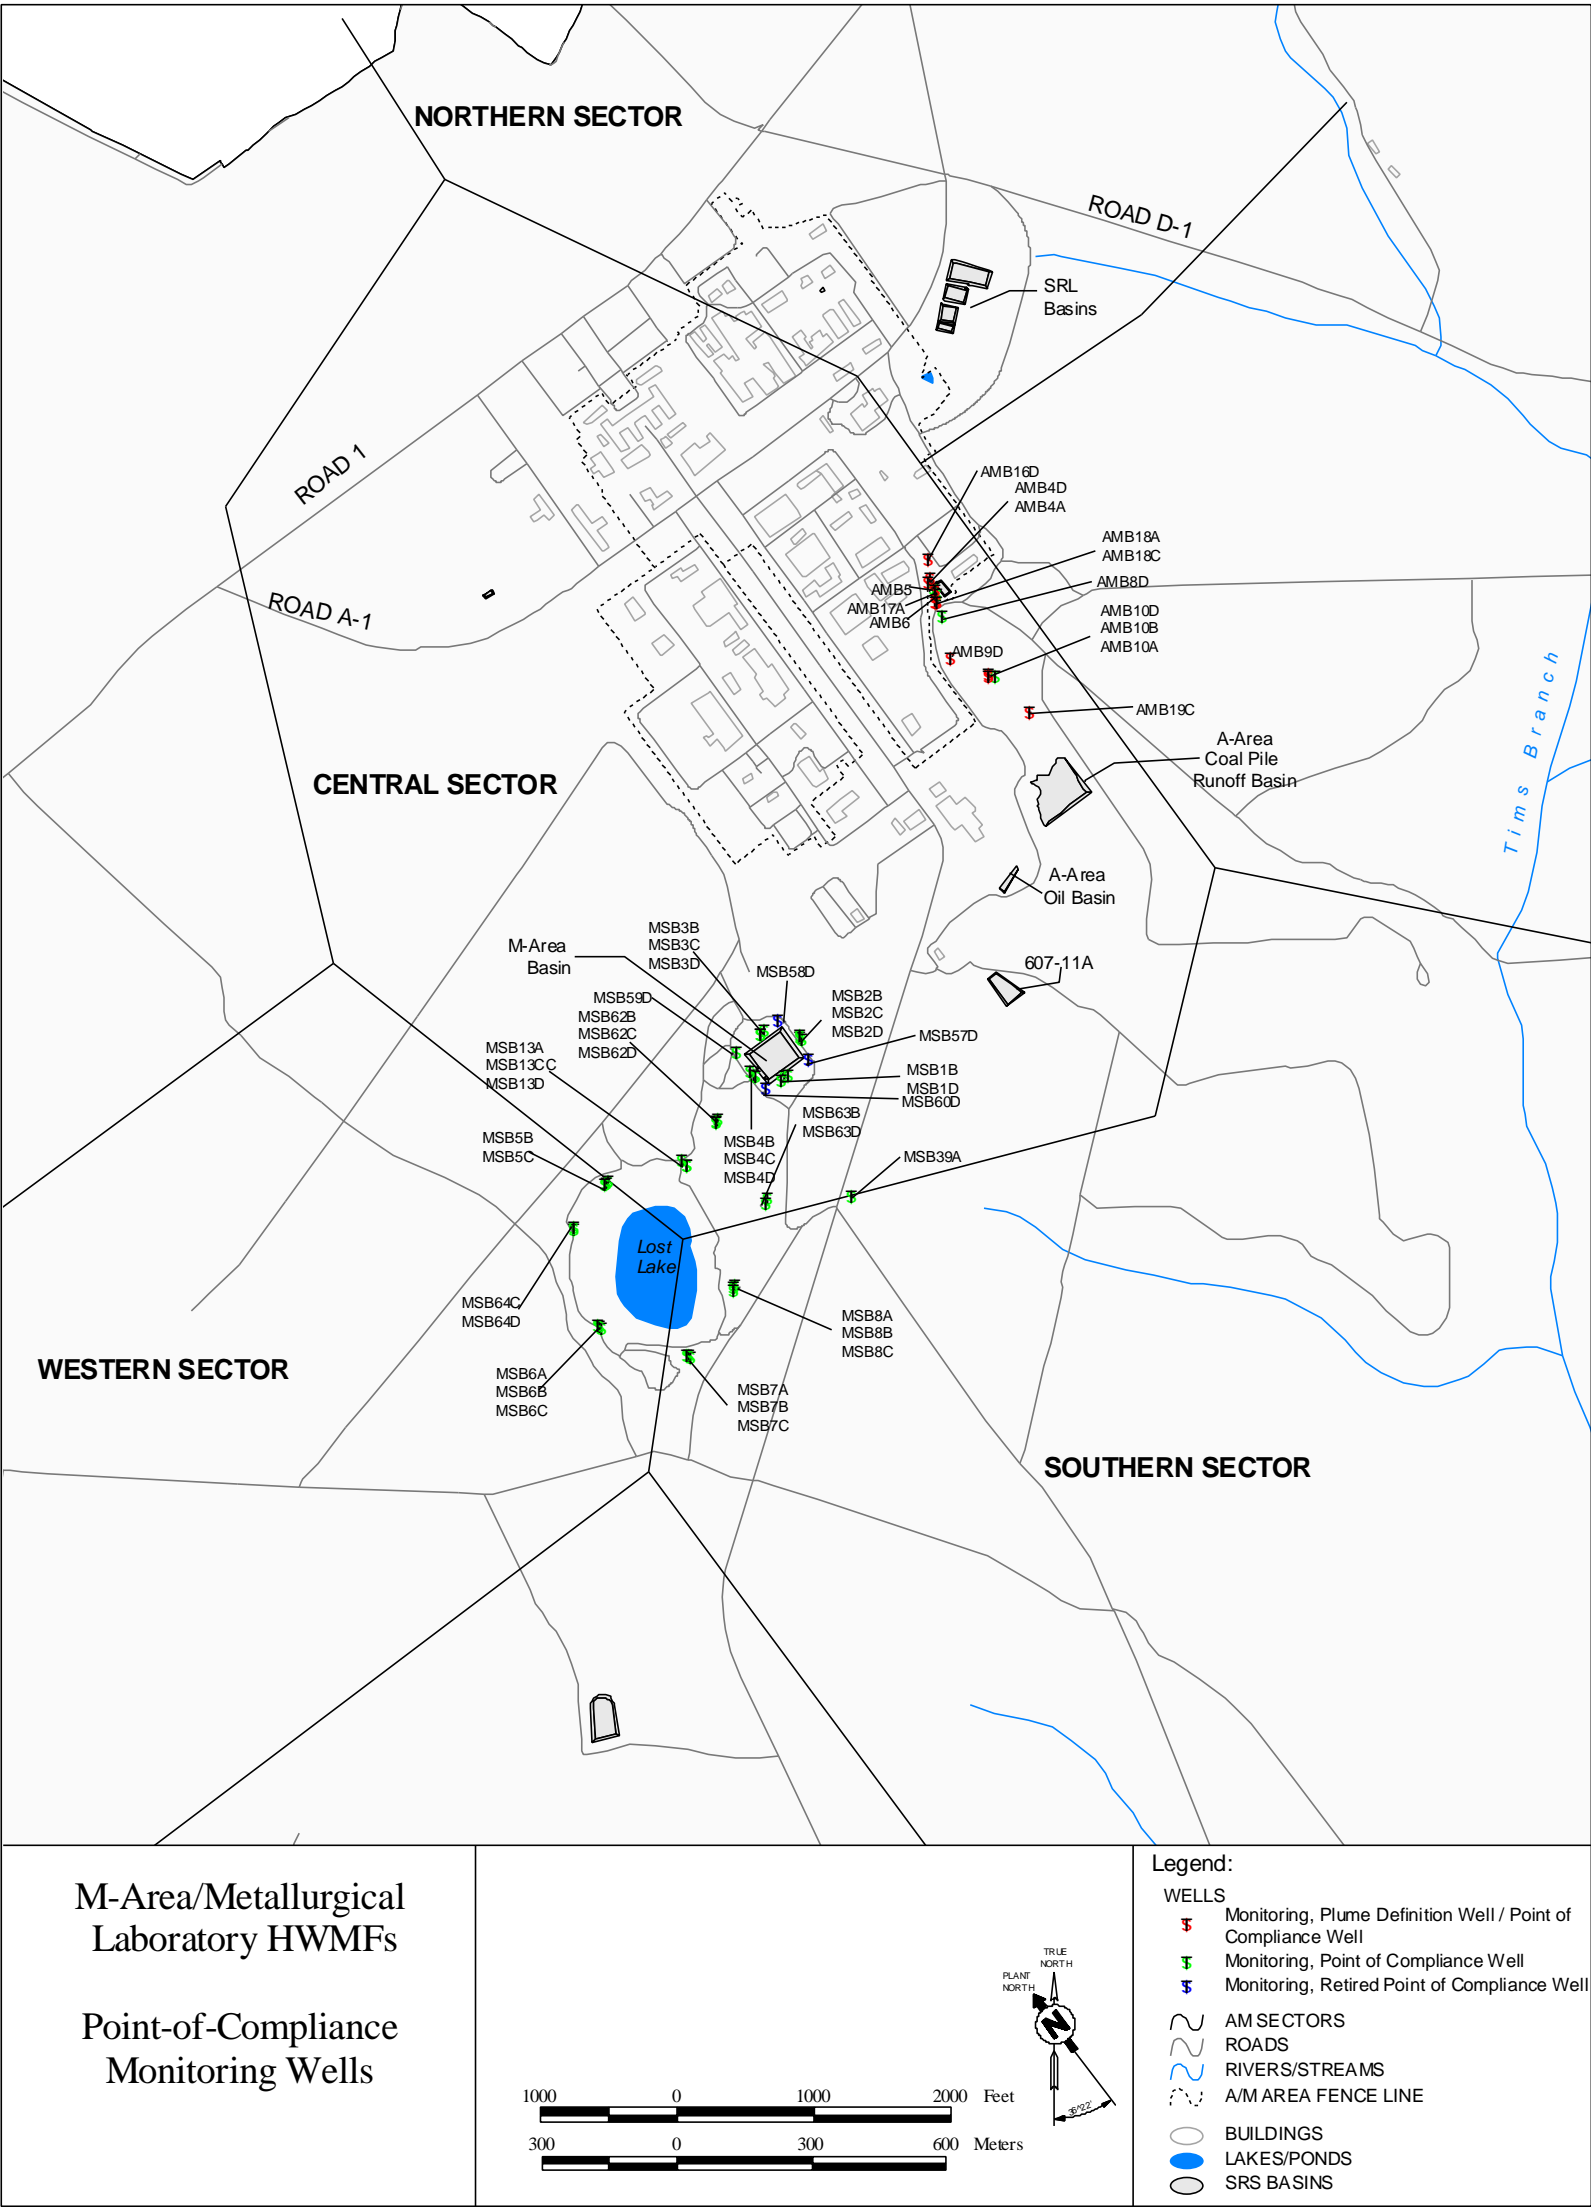 NORTHERN SECTOR
ROAD D-1
SRL
Basins
ROAD 1
AMB16D
AMB4D
AMB4A
AMB18A
AMB18C
AMB5
AMB8D
AMB17A
AMB6
ROAD A-1
AMB10D
AMB10B
AMB10A
AMB9D
AMB19C
Tims Branch
A-Area
Coal Pile
Runoff Basin
CENTRAL SECTOR
A-Area
Oil Basin
MSB3B
MSB3C
MSB3D
M-Area
Basin
MSB58D
607-11A
MSB59D
MSB62B
MSB62C
MSB62D
MSB2B
MSB2C
MSB2D
MSB57D
MSB13A
MSB13CC
MSB13D
MSB1B
MSB1D
MSB60D
MSB63B
MSB63D
MSB5B
MSB5C
MSB4B
MSB4C
MSB4D
MSB39A
Lost
Lake
MSB64C
MSB64D
MSB8A
MSB8B
MSB8C
WESTERN SECTOR
MSB6A
MSB6B
MSB6C
MSB7A
MSB7B
MSB7C
SOUTHERN SECTOR
M-Area/Metallurgical
Laboratory HWMFs
Point-of-Compliance
Monitoring Wells
1000 0 1000 2000 Feet
300 0 300 600 Meters
TRUE
NORTH
PLANT
NORTH
N
36°22'
Legend:
WELLS
Monitoring, Plume Definition Well / Point of
Compliance Well
Monitoring, Point of Compliance Well
Monitoring, Retired Point of Compliance Well
AM SECTORS
ROADS
RIVERS/STREAMS
A/M AREA FENCE LINE
BUILDINGS
LAKES/PONDS
SRS BASINS